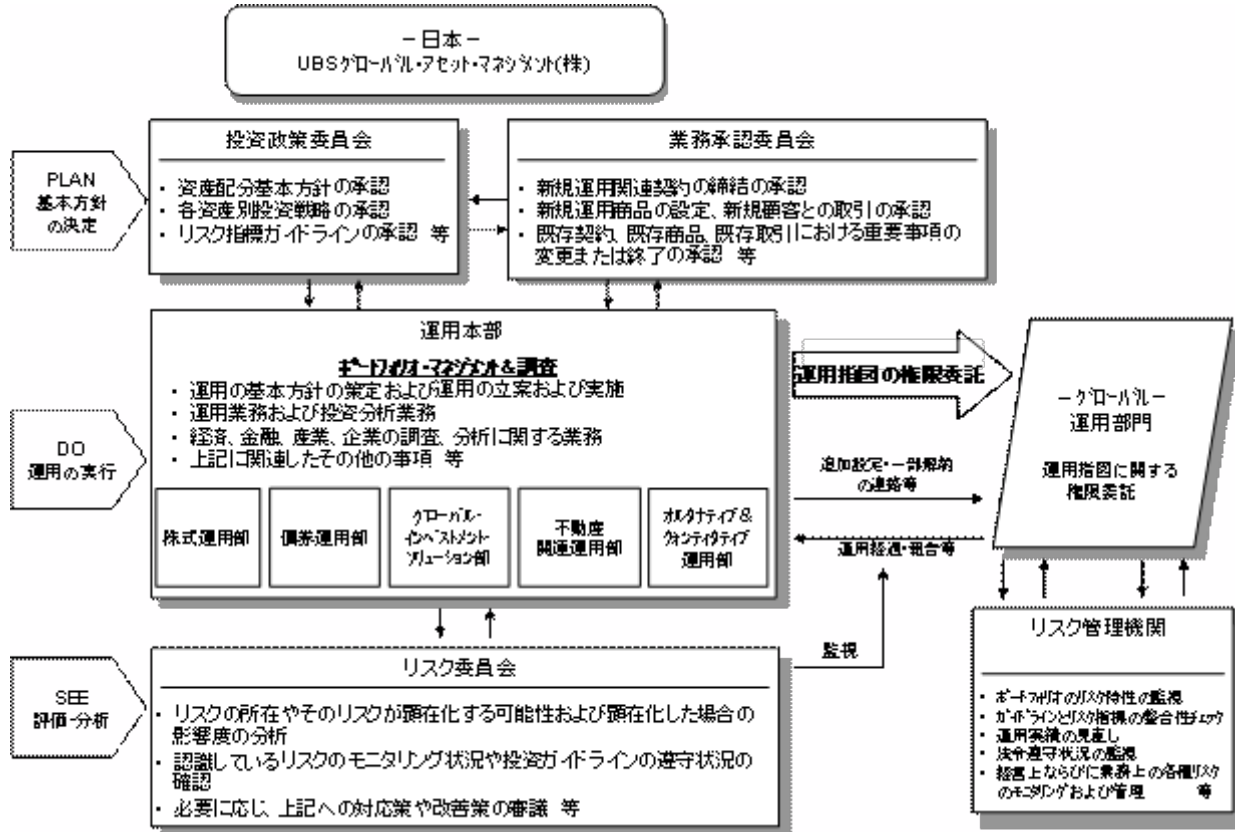 －日本－
UBSｸﾞﾛｰﾊﾞﾙ･ｱｾｯﾄ･ﾏﾈｼﾞﾒﾝﾄ(株)
PLAN
基本方針
の決定
投資政策委員会
・ 資産配分基本方針の承認
・ 各資産別投資戦略の承認
・ リスク指標ガイドラインの承認 等
業務承認委員会
・ 新規運用関連契約の締結の承認
・ 新規運用商品の設定、新規顧客との取引の承認
・ 既存契約、既存商品、既存取引における重要事項の
変更または終了の承認 等
DO
運用の実行
運用本部
ﾎﾟｰﾄﾌｫﾘｵ･ﾏﾈｼﾞﾒﾝﾄ＆調査
・ 運用の基本方針の策定および運用の立案および実施
・ 運用業務および投資分析業務
・ 経済、金融、産業、企業の調査、分析に関する業務
・ 上記に関連したその他の事項 等
株式運用部
債券運用部
ｸﾞﾛｰﾊﾞﾙ･
ｲﾝﾍﾞｽﾄﾒﾝﾄ
ｿﾘｭｰｼｮﾝ部
不動産
関連運用部
ｵﾙﾀﾅﾃｨﾌﾞ＆
ｸｫﾝﾃｨﾀﾃｨﾌﾞ
運用部
運用指図の権限委託
追加設定･一部解約
の連絡等
運用経過･報告等
監視
－ｸﾞﾛｰﾊﾞﾙ－
運用部門
運用指図に関する
権限委託
SEE
評価･分析
リスク委員会
・ リスクの所在やそのリスクが顕在化する可能性および顕在化した場合の
影響度の分析
・ 認識しているリスクのモニタリング状況や投資ガイドラインの遵守状況の
確認
・ 必要に応じ、上記への対応策や改善策の審議 等
リスク管理機関
・ ﾎﾟｰﾄﾌｫﾘｵのﾘｽｸ特性の監視
・ ｶﾞｲﾄﾞﾗｲﾝとﾘｽｸ指標の整合性ﾁｪｯｸ
・ 運用実績の見直し
・ 法令遵守状況の監視
・ 経営上ならびに業務上の各種ﾘｽｸ
のﾓﾆﾀﾘﾝｸﾞおよび管理 等